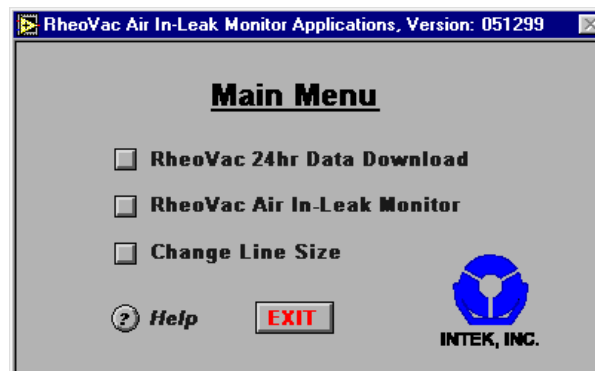 RheoVac Air In-Leak Monitor Applications, Version: 051299
Main Menu
RheoVac 24hr Data Download
RheoVac Air In-Leak Monitor
Change Line Size
? Help EXIT
INTEK, INC.